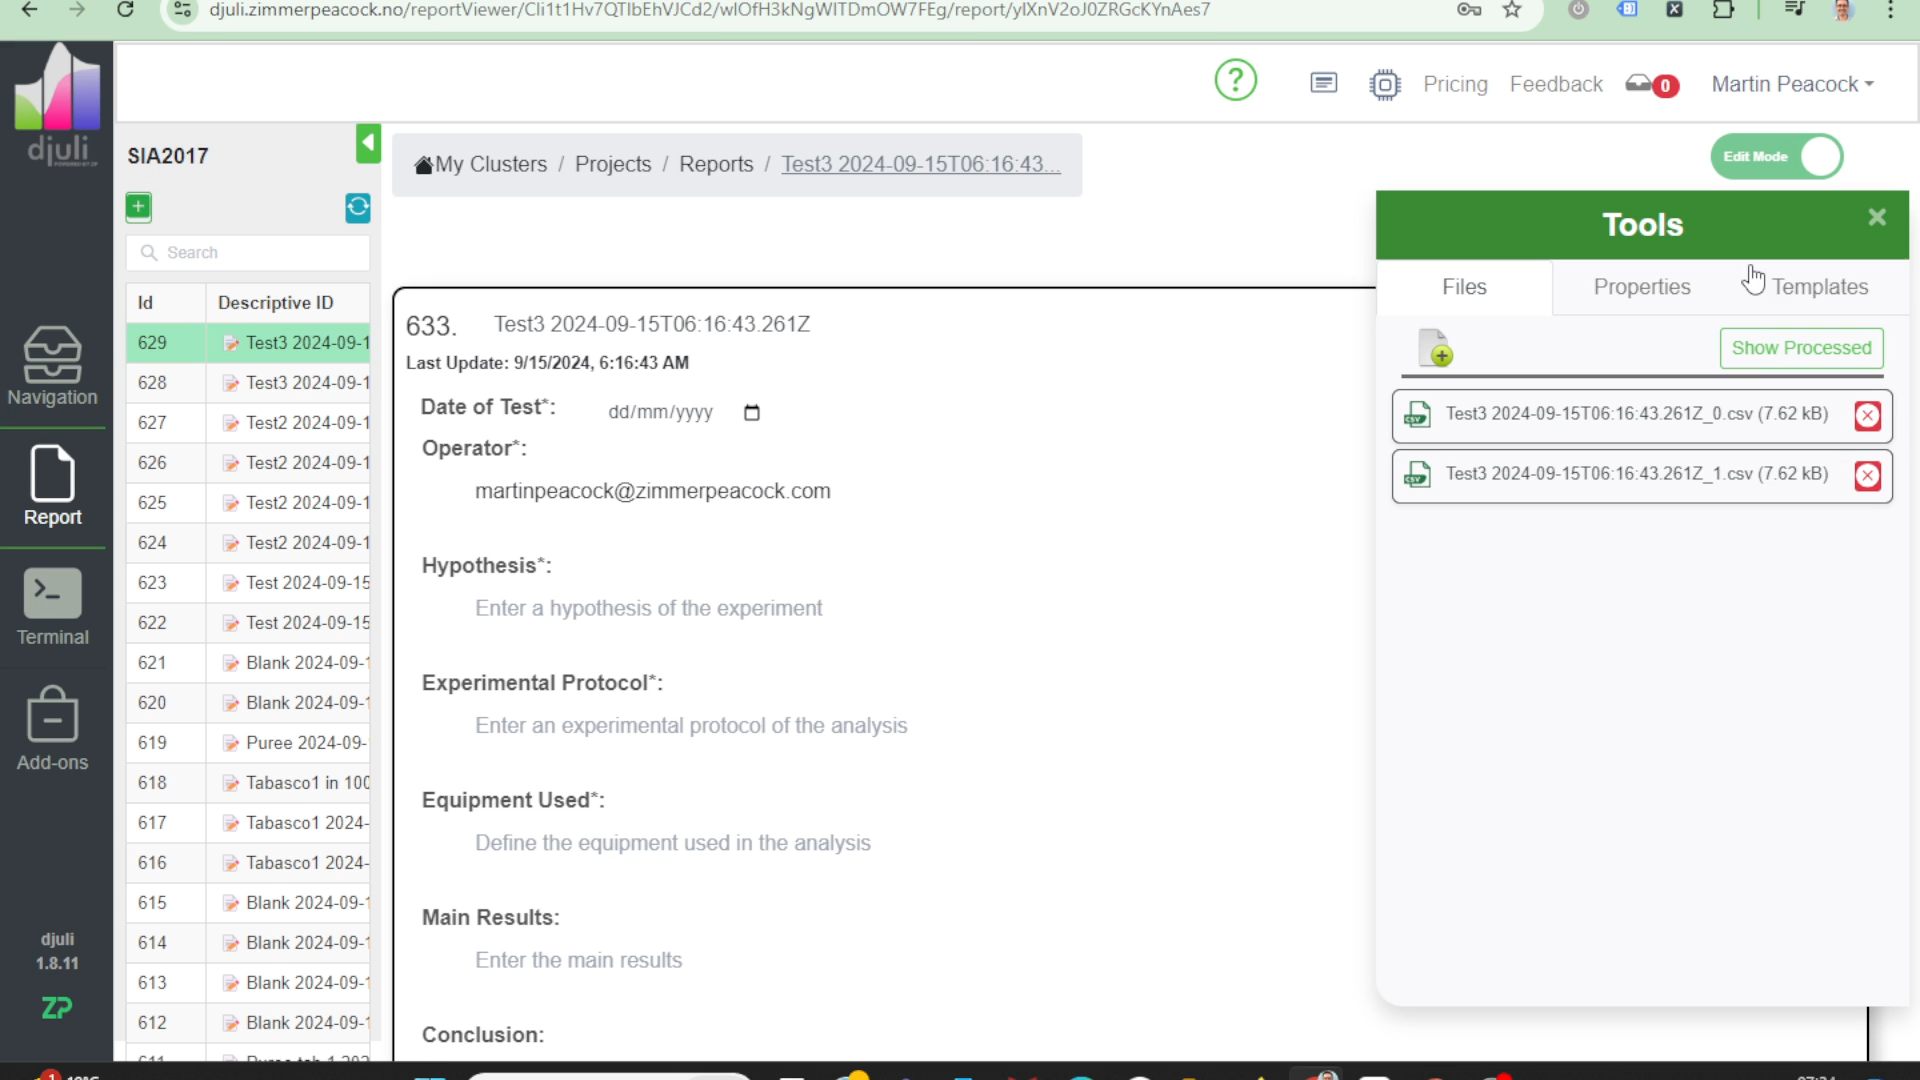 djuli.zimmerpeacock.no/reportViewer/Cli1t1Hv7QTlbEhVJCd2/wlOfH3kNgWlTDmOW7FEg/report/ylXnV2oJ0ZRGcKYnAes7
djuli
Pricing Feedback 0 Martin Peacock
SIA2017
My Clusters / Projects / Reports / Test3 2024-09-15T06:16:43...
Edit Mode
Search
Id Descriptive ID
629 Test3 2024-09-1
628 Test3 2024-09-1
627 Test2 2024-09-1
626 Test2 2024-09-1
625 Test2 2024-09-1
624 Test2 2024-09-1
623 Test 2024-09-15
622 Test 2024-09-15
621 Blank 2024-09-1
620 Blank 2024-09-1
619 Puree 2024-09-
618 Tabasco1 in 100
617 Tabasco1 2024-
616 Tabasco1 2024-
615 Blank 2024-09-1
614 Blank 2024-09-1
613 Blank 2024-09-1
612 Blank 2024-09-1
Navigation
Report
Terminal
Add-ons
djuli
1.8.11
ZP
633. Test3 2024-09-15T06:16:43.261Z
Last Update: 9/15/2024, 6:16:43 AM
Date of Test*: dd/mm/yyyy
Operator*:
martinpeacock@zimmerpeacock.com
Hypothesis*:
Enter a hypothesis of the experiment
Experimental Protocol*:
Enter an experimental protocol of the analysis
Equipment Used*:
Define the equipment used in the analysis
Main Results:
Enter the main results
Conclusion:
Tools
Files Properties Templates
Show Processed
Test3 2024-09-15T06:16:43.261Z_0.csv (7.62 kB)
Test3 2024-09-15T06:16:43.261Z_1.csv (7.62 kB)